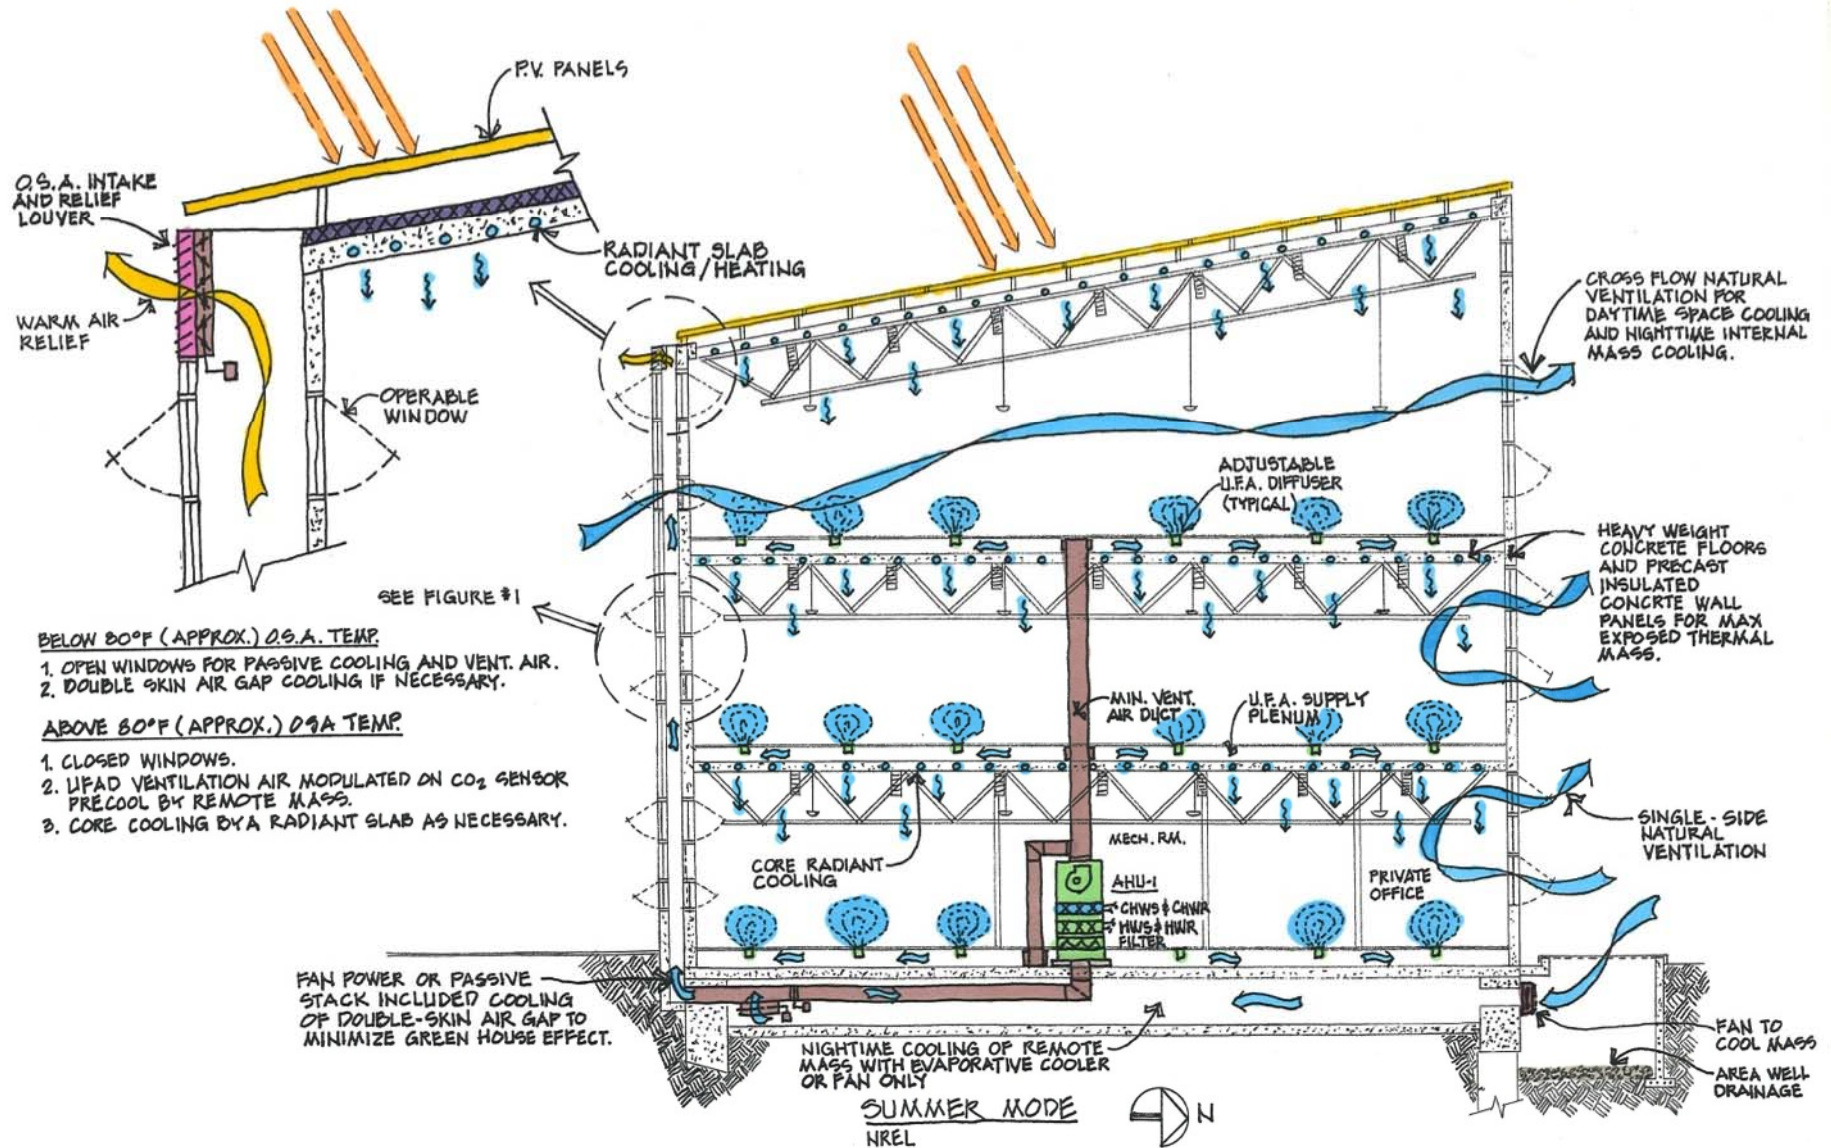 P.V. PANELS
O.S.A. INTAKE
AND RELIEF
LOUVER
RADIANT SLAB
COOLING/HEATING
WARM AIR
RELIEF
OPERABLE
WINDOW
CROSS FLOW NATURAL
VENTILATION FOR
DAYTIME SPACE COOLING
AND NIGHTTIME INTERNAL
MASS COOLING.
ADJUSTABLE
U.F.A. DIFFUSER
(TYPICAL)
HEAVY WEIGHT
CONCRETE FLOORS
AND PRECAST
INSULATED
CONCRTE WALL
PANELS FOR MAX
EXPOSED THERMAL
MASS.
SEE FIGURE #1
BELOW 80°F (APPROX.) O.S.A. TEMP.
1. OPEN WINDOWS FOR PASSIVE COOLING AND VENT. AIR.
2. DOUBLE SKIN AIR GAP COOLING IF NECESSARY.
ABOVE 80°F (APPROX.) OSA TEMP.
1. CLOSED WINDOWS.
2. UFAD VENTILATION AIR MODULATED ON CO₂ SENSOR
PRECOOL BY REMOTE MASS.
3. CORE COOLING BY A RADIANT SLAB AS NECESSARY.
MIN. VENT.
AIR DUCT
U.F.A. SUPPLY
PLENUM
SINGLE-SIDE
NATURAL
VENTILATION
MECH. RM.
CORE RADIANT
COOLING
AHU-1
CHWS & CHWR
HWS & HWR
FILTER
PRIVATE
OFFICE
FAN POWER OR PASSIVE
STACK INCLUDED COOLING
OF DOUBLE-SKIN AIR GAP TO
MINIMIZE GREEN HOUSE EFFECT.
NIGHTIME COOLING OF REMOTE
MASS WITH EVAPORATIVE COOLER
OR FAN ONLY
FAN TO
COOL MASS
AREA WELL
DRAINAGE
SUMMER MODE
NREL
N